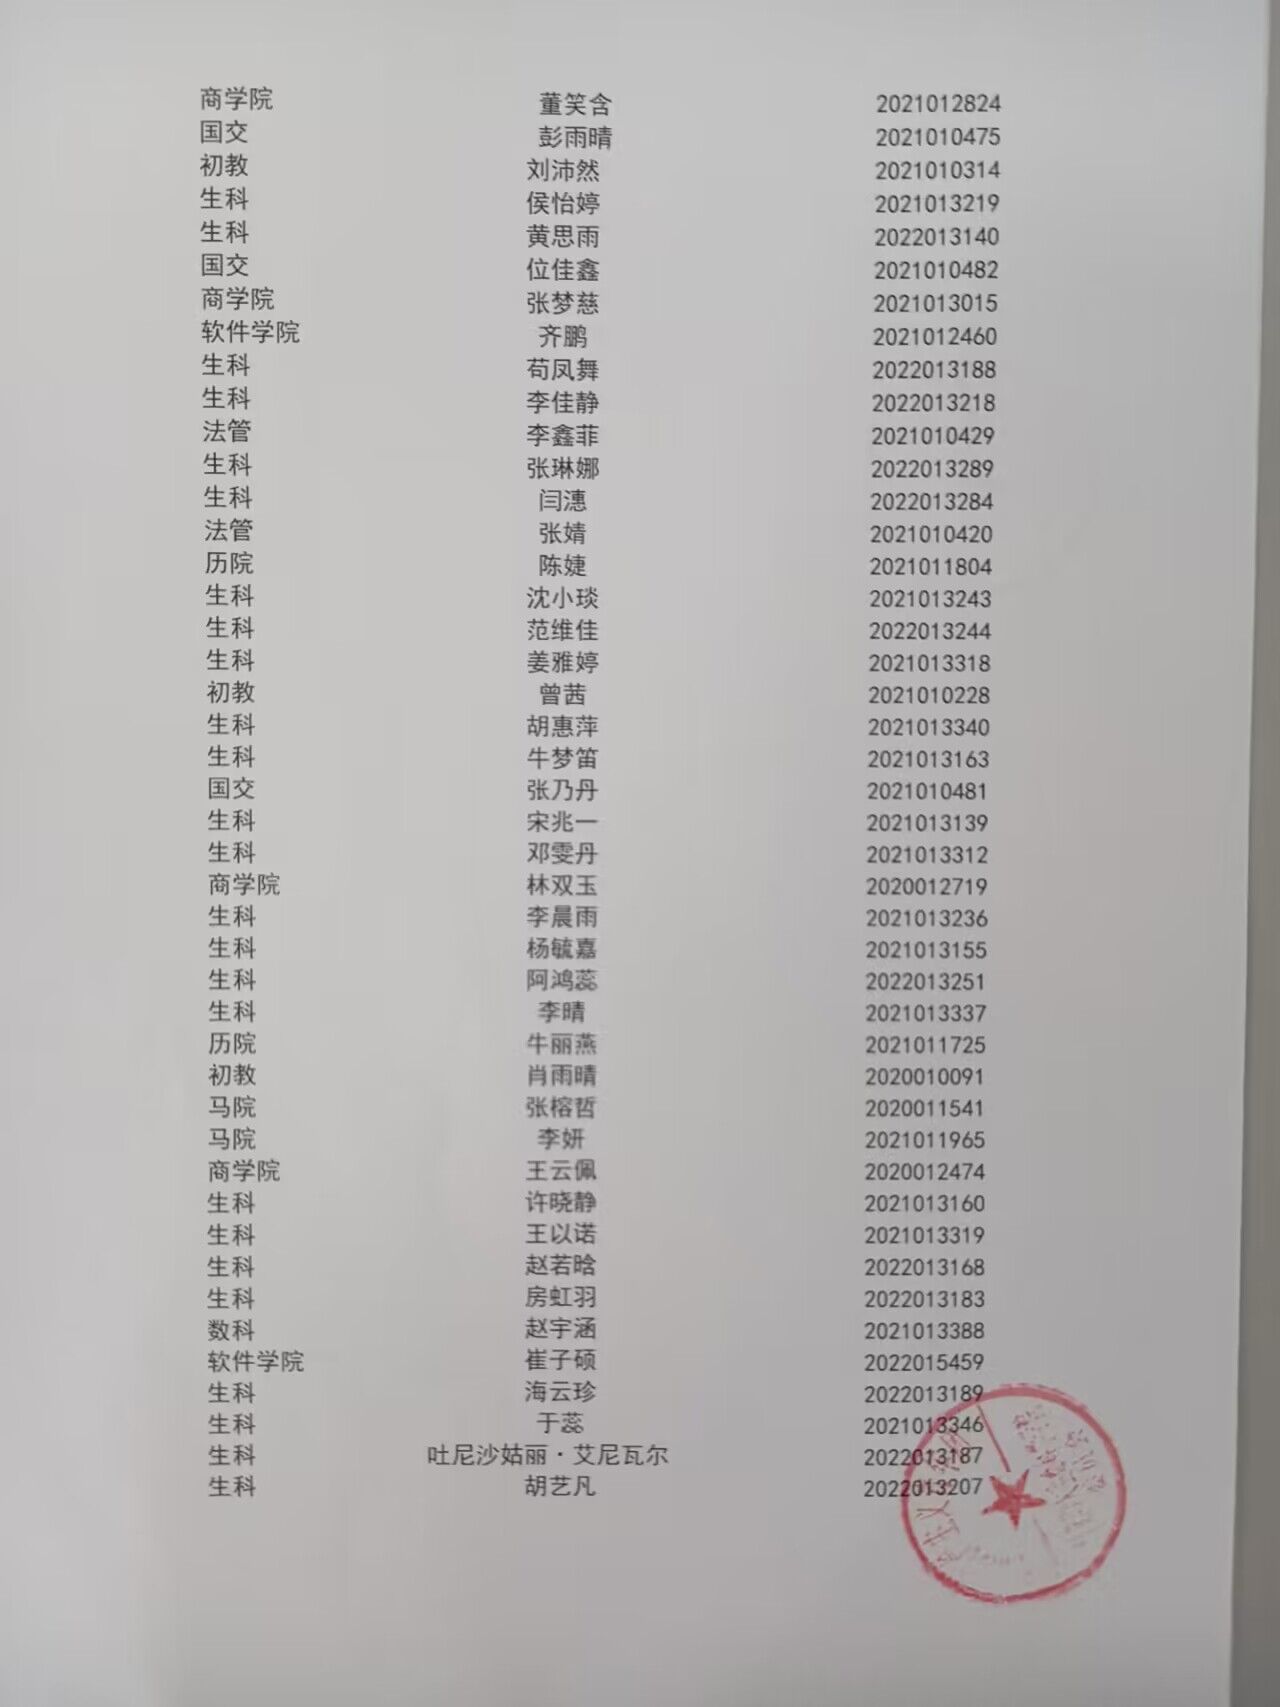 商学院 董笑含 2021012824
国交 彭雨晴 2021010475
初教 刘沛然 2021010314
生科 侯怡婷 2021013219
生科 黄思雨 2022013140
国交 位佳鑫 2021010482
商学院 张梦慈 2021013015
软件学院 齐鹏 2021012460
生科 苟凤舞 2022013188
生科 李佳静 2022013218
法管 李鑫菲 2021010429
生科 张琳娜 2022013289
生科 闫漶 2022013284
法管 张婧 2021010420
历院 陈婕 2021011804
生科 沈小琰 2021013243
生科 范维佳 2022013244
生科 姜雅婷 2021013318
初教 曾茜 2021010228
生科 胡惠萍 2021013340
生科 牛梦笛 2021013163
国交 张乃丹 2021010481
生科 宋兆一 2021013139
生科 邓雯丹 2021013312
商学院 林双玉 2020012719
生科 李晨雨 2021013236
生科 杨毓嘉 2021013155
生科 阿鸿蕊 2022013251
生科 李晴 2021013337
历院 牛丽燕 2021011725
初教 肖雨晴 2020010091
马院 张榕哲 2020011541
马院 李妍 2021011965
商学院 王云佩 2020012474
生科 许晓静 2021013160
生科 王以诺 2021013319
生科 赵若晗 2022013168
生科 房虹羽 2022013183
数科 赵宇涵 2021013388
软件学院 崔子硕 2022015459
生科 海云珍 2022013189
生科 于蕊 2021013346
生科 吐尼沙姑丽·艾尼瓦尔 2022013187
生科 胡艺凡 2022013207